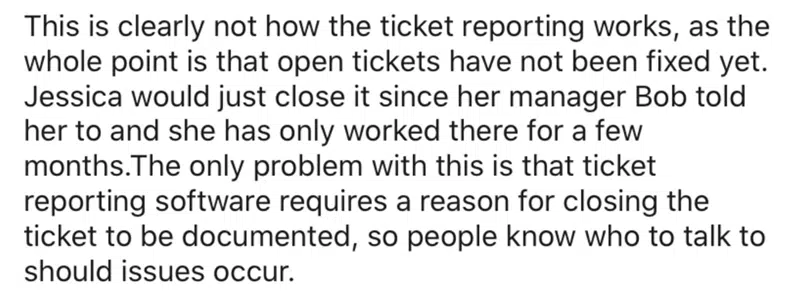 This is clearly not how the ticket reporting works, as the
whole point is that open tickets have not been fixed yet.
Jessica would just close it since her manager Bob told
her to and she has only worked there for a few
months.The only problem with this is that ticket
reporting software requires a reason for closing the
ticket to be documented, so people know who to talk to
should issues occur.